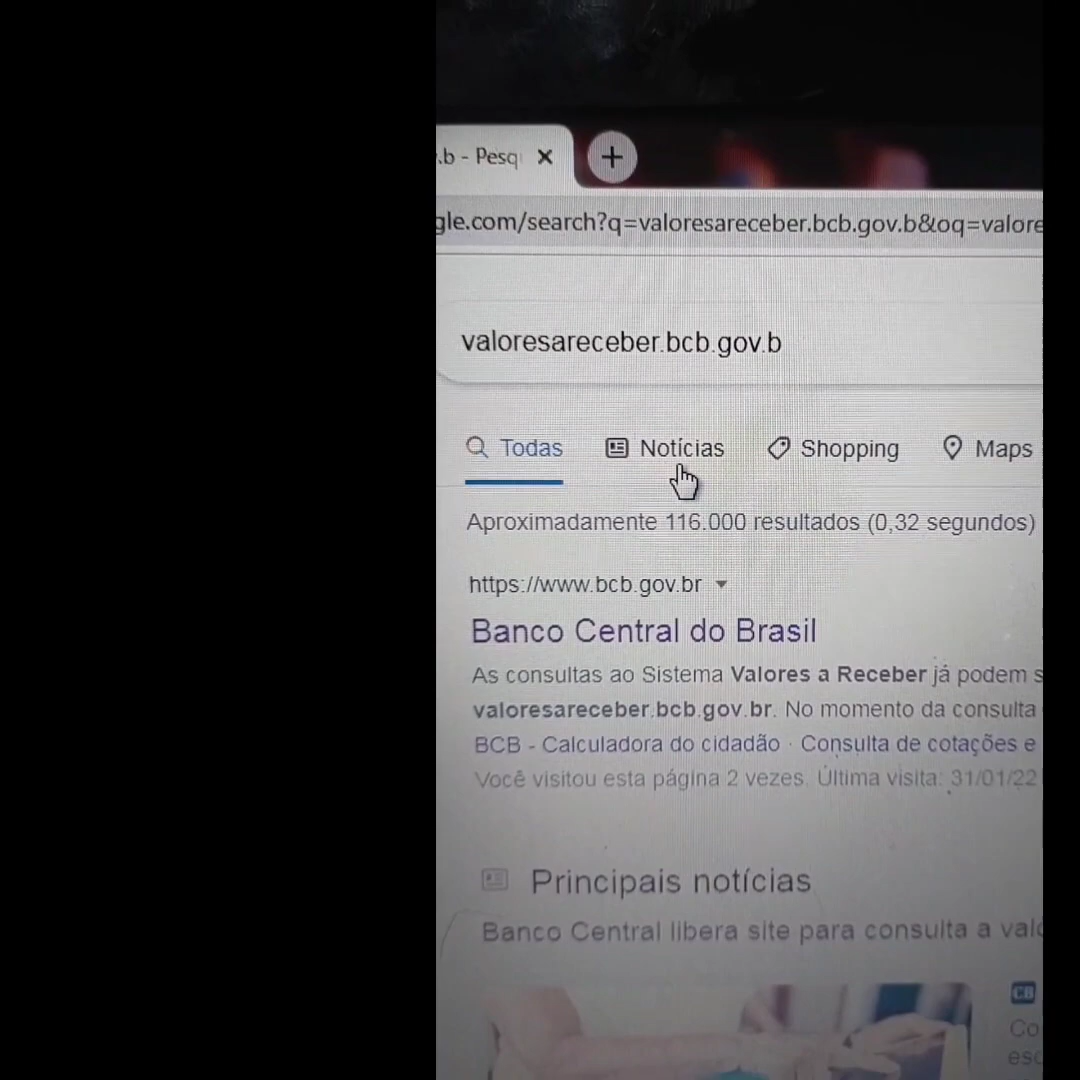 .b - Pesq
gle.com/search?q=valoresareceber.bcb.gov.b&oq=valore
valoresareceber.bcb.gov.b
Todas Notícias Shopping Maps
Aproximadamente 116.000 resultados (0,32 segundos)
https://www.bcb.gov.br
Banco Central do Brasil
As consultas ao Sistema Valores a Receber já podem s
valoresareceber.bcb.gov.br. No momento da consulta
BCB - Calculadora do cidadão · Consulta de cotações e
Você visitou esta página 2 vezes. Última visita: 31/01/22
Principais notícias
Banco Central libera site para consulta a valo
CB
Co
esc